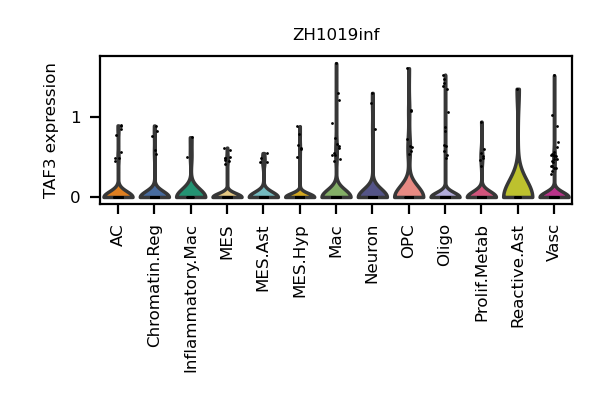 ZH1019inf
TAF3 expression
1
0
AC
Chromatin.Reg
Inflammatory.Mac
MES
MES.Ast
MES.Hyp
Mac
Neuron
OPC
Oligo
Prolif.Metab
Reactive.Ast
Vasc